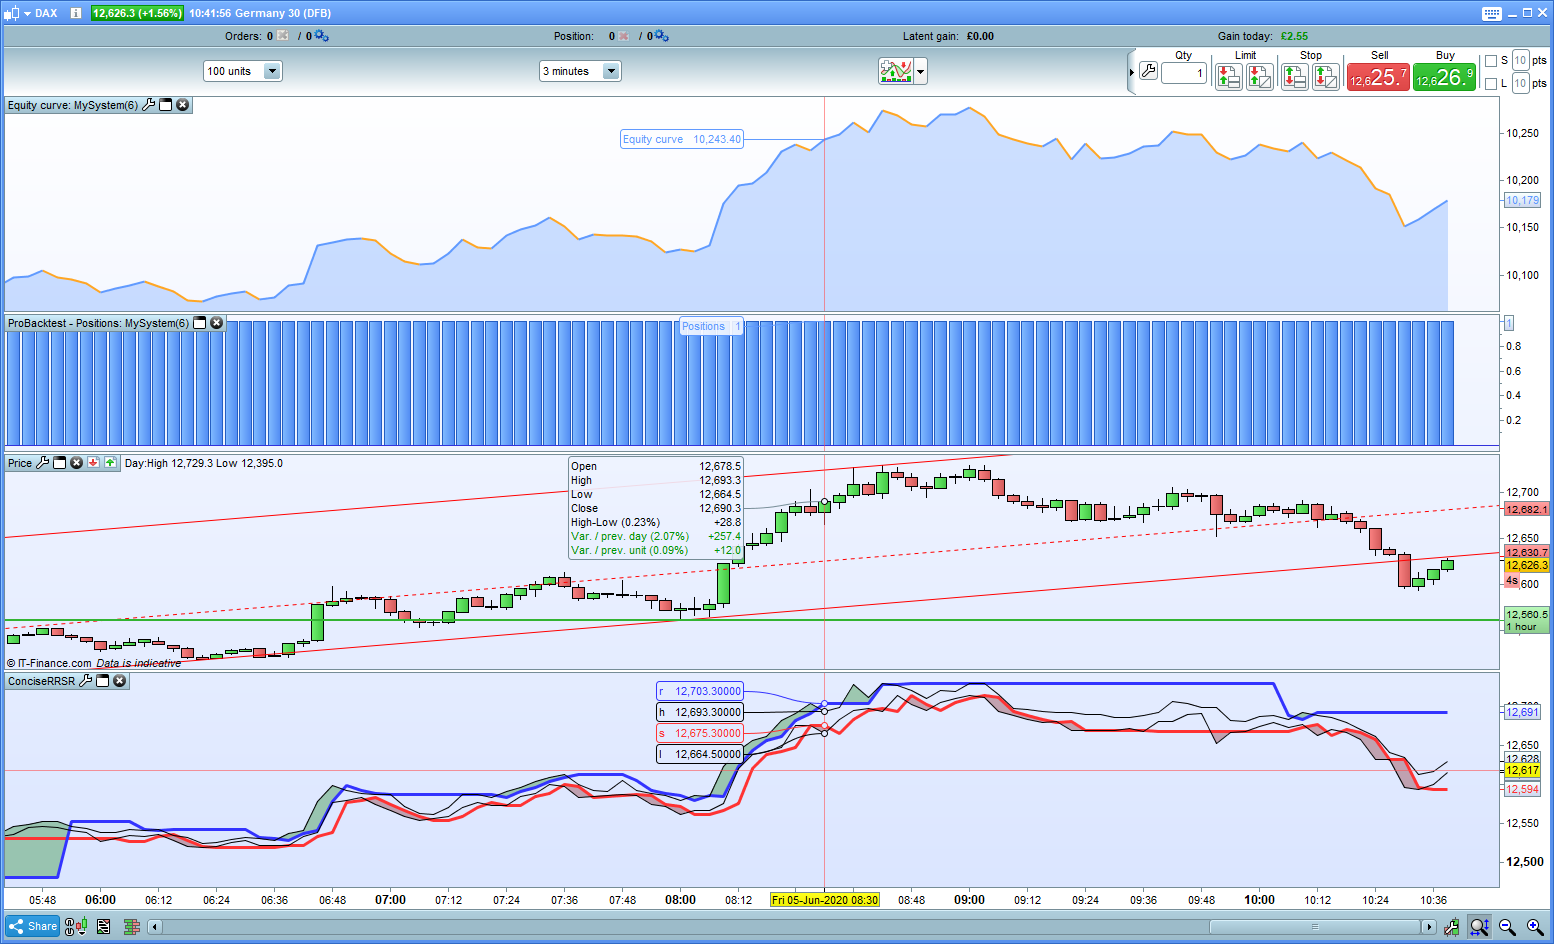 DAX 12,626.3 (+1.56%) 10:41:56 Germany 30 (DFB)
Orders: 0 / 0 Position: 0 / 0 Latent gain: £0.00 Gain today: £2.55
100 units 3 minutes Qty Limit Stop Sell Buy S 10 pts
1 12,625.7 12,626.9 L 10 pts
Equity curve: MySystem(6)
10,250
Equity curve 10,243.40
10,200
10,179
10,150
10,100
ProBacktest - Positions: MySystem(6)
Positions 1
1
0.8
0.6
0.4
0.2
Price Day:High 12,729.3 Low 12,395.0
Open 12,678.5
High 12,693.3
Low 12,664.5
Close 12,690.3
High-Low (0.23%) +28.8
Var. / prev. day (2.07%) +257.4
Var. / prev. unit (0.09%) +12.0
12,700
12,682.1
12,650
12,630.7
12,626.3
4s
12,560.5
1 hour
© IT-Finance.com Data is indicative
ConciseRRSR
r 12,703.30000
h 12,693.30000
s 12,675.30000
l 12,664.50000
12,691
12,650
12,628
12,617
12,594
12,550
12,500
05:48 06:00 06:12 06:24 06:36 06:48 07:00 07:12 07:24 07:36 07:48 08:00 08:12 Fri 05-Jun-2020 08:30 08:48 09:00 09:12 09:24 09:36 09:48 10:00 10:12 10:24 10:36
Share